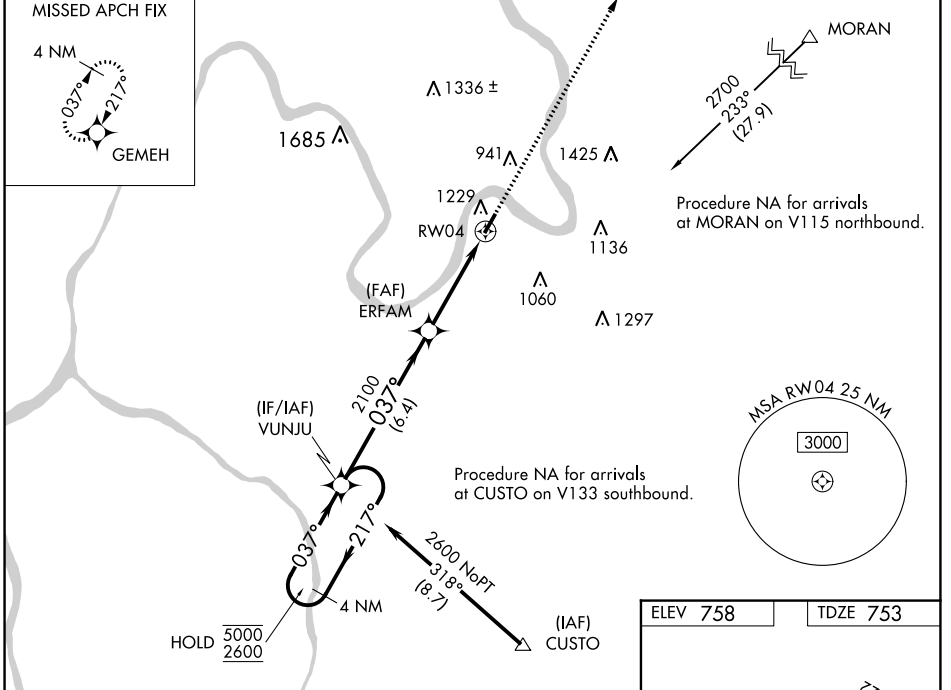 MISSED APCH FIX
4 NM
037°
217°
GEMEH
MORAN
2700
233°
(27.9)
1336 ±
1685
941
1425
1229
RW04
1136
1060
1297
Procedure NA for arrivals
at MORAN on V115 northbound.
(FAF)
ERFAM
2100
037°
(6.4)
(IF/IAF)
VUNJU
MSA RW04 25 NM
3000
Procedure NA for arrivals
at CUSTO on V133 southbound.
037°
217°
4 NM
HOLD 5000
2600
2600 NoPT
318°
(8.7)
(IAF)
CUSTO
ELEV 758
TDZE 753